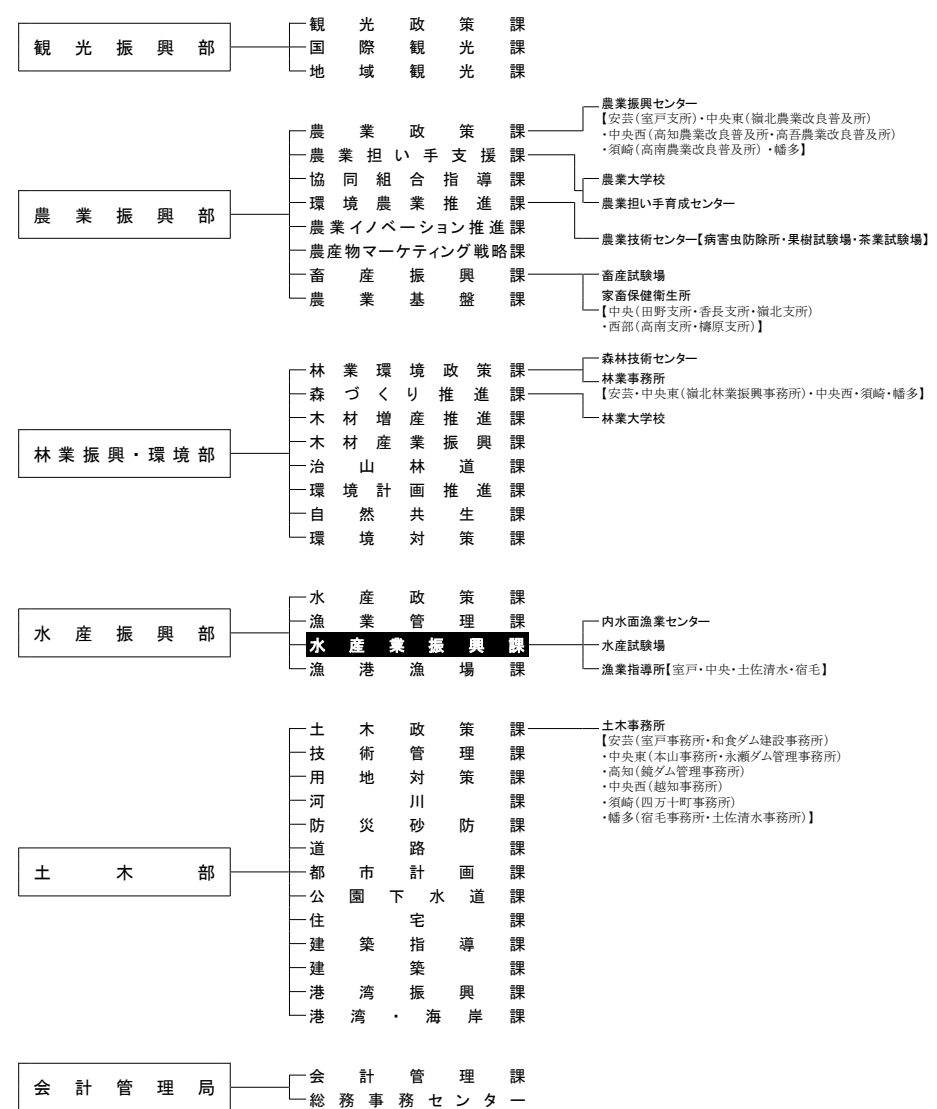 観光振興部
観光政策課
国際観光課
地域観光課
農業振興部
農業政策課
農業担い手支援課
協同組合指導課
環境農業推進課
農業イノベーション推進課
農産物マーケティング戦略課
畜産振興課
農業基盤課
農業振興センター
【安芸(室戸支所)・中央東(嶺北農業改良普及所)
・中央西(高知農業改良普及所・高吾農業改良普及所)
・須崎(高南農業改良普及所)・幡多】
農業大学校
農業担い手育成センター
農業技術センター【病害虫防除所・果樹試験場・茶業試験場】
畜産試験場
家畜保健衛生所
【中央(田野支所・香長支所・嶺北支所)
・西部(高南支所・檮原支所)】
林業振興・環境部
林業環境政策課
森づくり推進課
木材増産推進課
木材産業振興課
治山林道課
環境計画推進課
自然共生課
環境対策課
森林技術センター
林業事務所
【安芸・中央東(嶺北林業振興事務所)・中央西・須崎・幡多】
林業大学校
水産振興部
水産政策課
漁業管理課
水産業振興課
漁港漁場課
内水面漁業センター
水産試験場
漁業指導所【室戸・中央・土佐清水・宿毛】
土木部
土木政策課
技術管理課
用地対策課
河川課
防災砂防課
道路課
都市計画課
公園下水道課
住宅課
建築指導課
建築課
港湾振興課
港湾・海岸課
土木事務所
【安芸(室戸事務所・和食ダム建設事務所)
・中央東(本山事務所・永瀬ダム管理事務所)
・高知(鏡ダム管理事務所)
・中央西(越知事務所)
・須崎(四万十町事務所)
・幡多(宿毛事務所・土佐清水事務所)】
会計管理局
会計管理課
総務事務センター